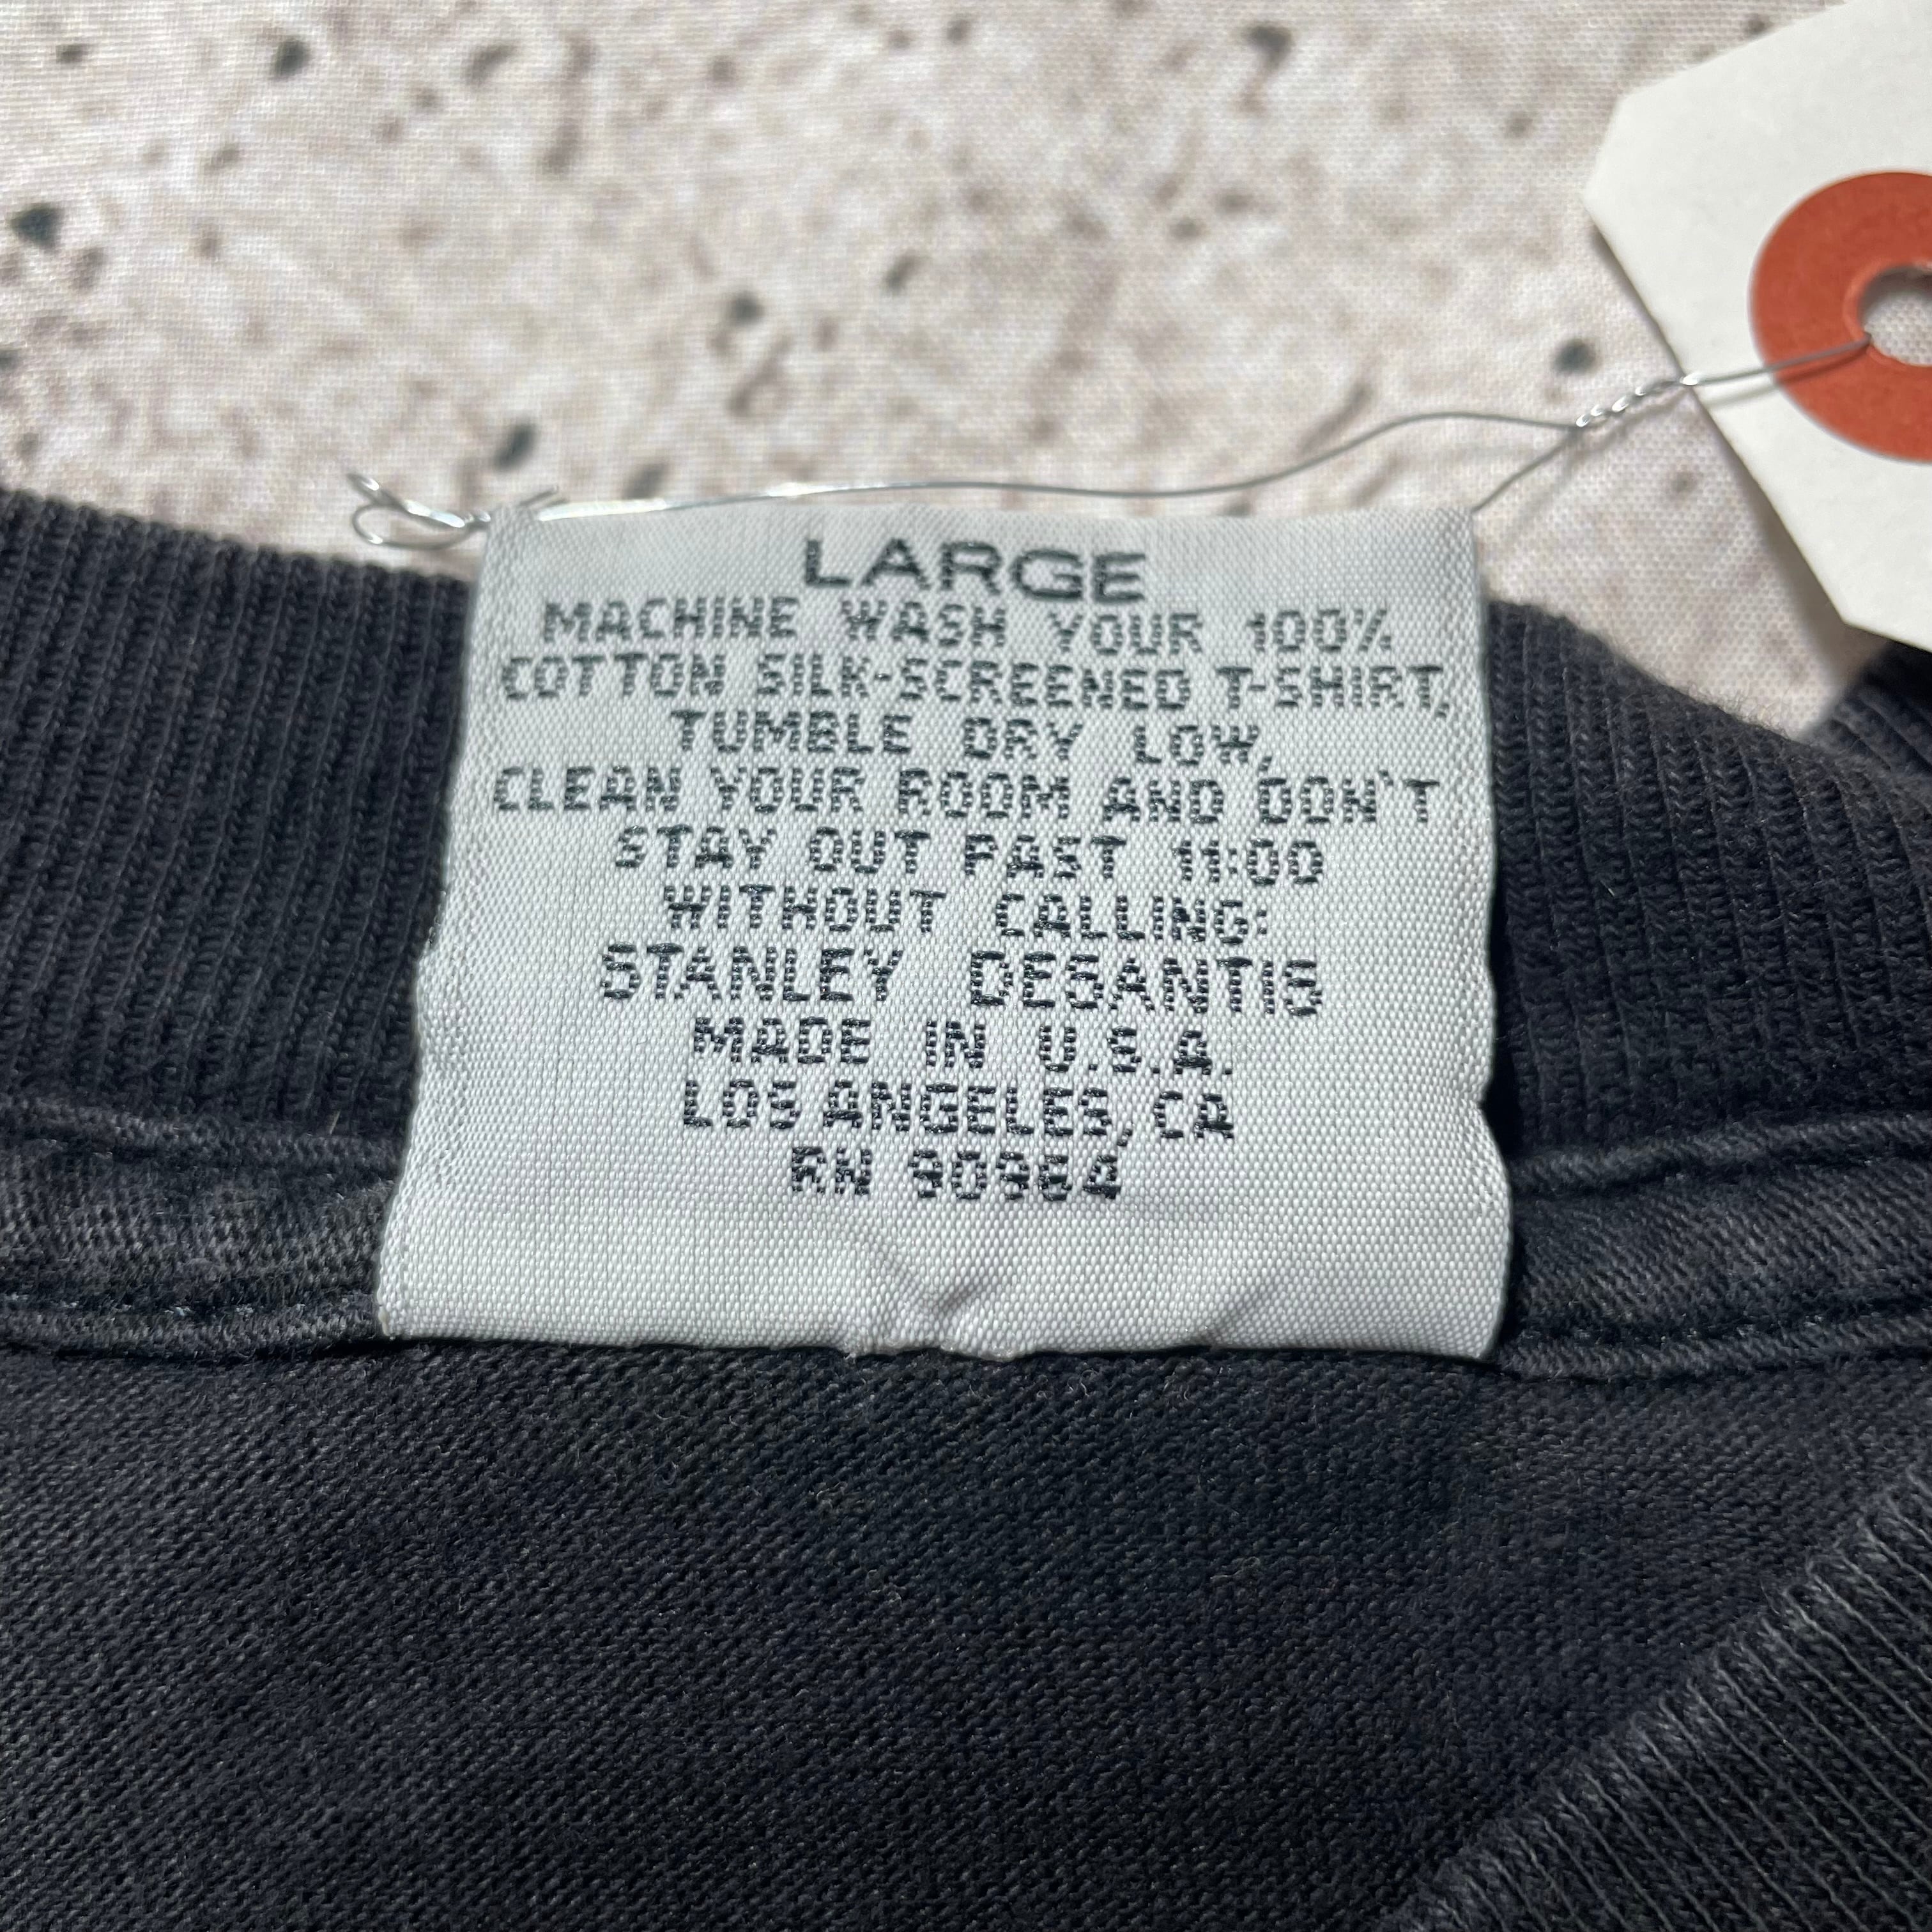 LARGE
MACHINE WASH YOUR 100%
COTTON SILK-SCREENED T-SHIRT,
TUMBLE DRY LOW,
CLEAN YOUR ROOM AND DON'T
STAY OUT PAST 11:00
WITHOUT CALLING:
STANLEY DESANTIS
MADE IN U.S.A.
LOS ANGELES, CA
RN 90964